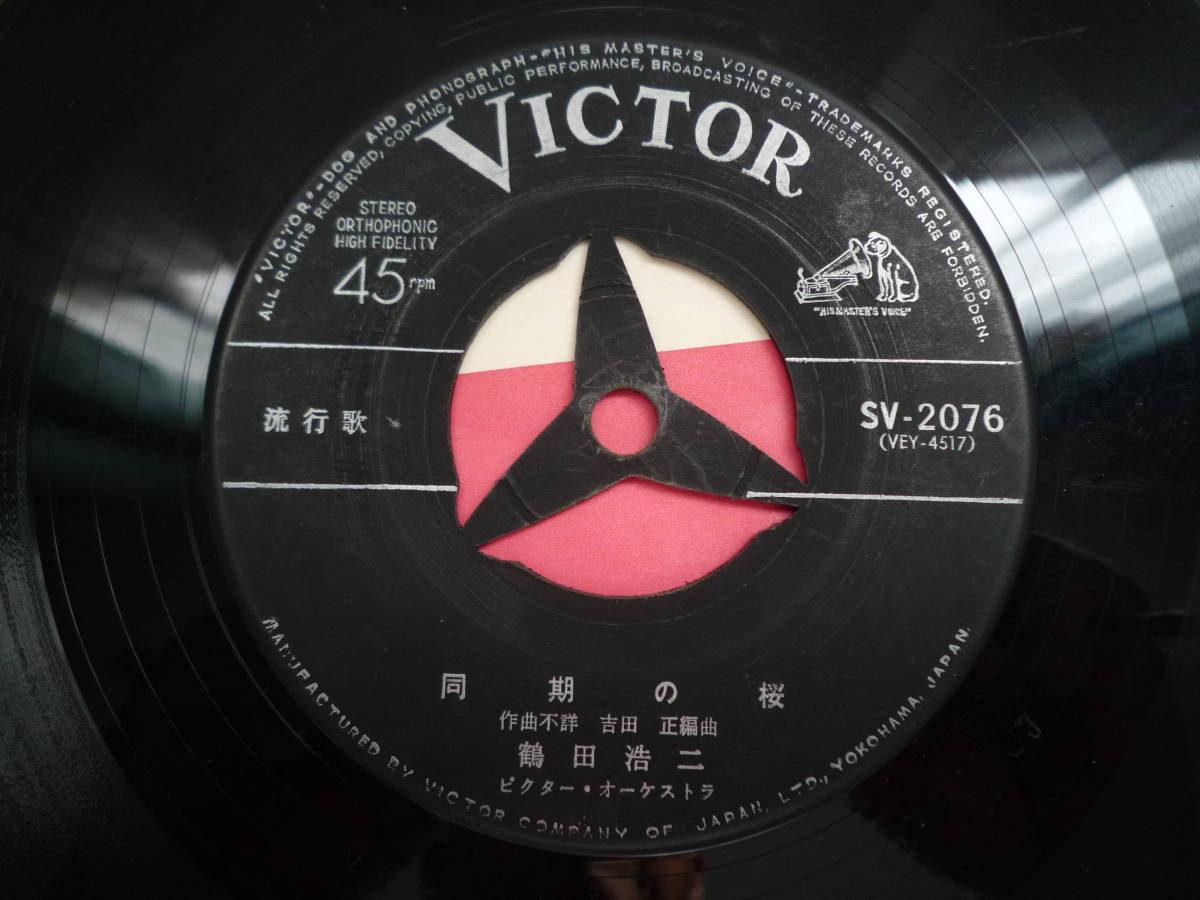 "VICTOR"-DOG AND PHONOGRAPH-"HIS MASTER'S VOICE"-TRADEMARKS REGISTERED.
ALL RIGHTS RESERVED, COPYING, PUBLIC PERFORMANCE, BROADCASTING OF THESE RECORDS ARE FORBIDDEN.
VICTOR
STEREO
ORTHOPHONIC
HIGH FIDELITY
45 rpm
"HIS MASTER'S VOICE"
流行歌
SV-2076
(VEY-4517)
同期の桜
作曲不詳 吉田 正編曲
鶴田浩二
ビクター・オーケストラ
MANUFACTURED BY VICTOR COMPANY OF JAPAN, LTD., YOKOHAMA, JAPAN.